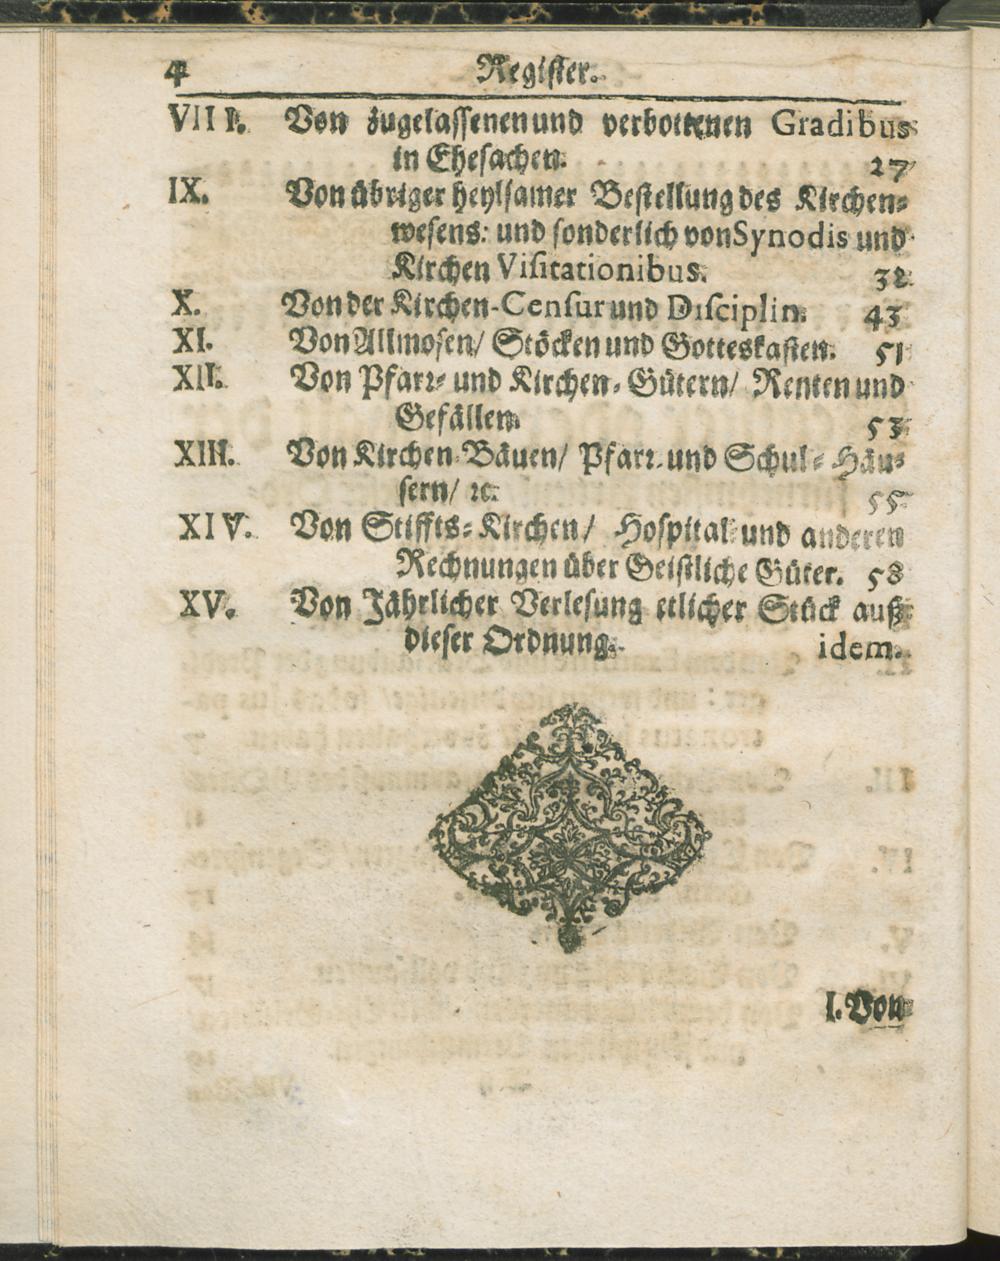 4 Register.
VIII. Von zugelassenen und verbottenen Gradibus
in Ehesachen. 27
IX. Von übriger heylsamer Bestellung des Kirchen-
wesens: und sonderlich von Synodis und
Kirchen Visitationibus. 32
X. Von der Kirchen-Censur und Disciplin. 43
XI. Von Allmosen/ Stöcken und Gotteskasten. 51
XII. Von Pfarr- und Kirchen-Gütern/ Renten und
Gefällen. 53
XIII. Von Kirchen-Bäuen/ Pfarr- und Schul-Häu-
sern/ ꝛc. 55
XIV. Von Stiffts-Kirchen/ Hospital- und anderen
Rechnungen über Geistliche Güter. 58
XV. Von Jährlicher Verlesung etlicher Stück auß
dieser Ordnung. idem.
I. Von